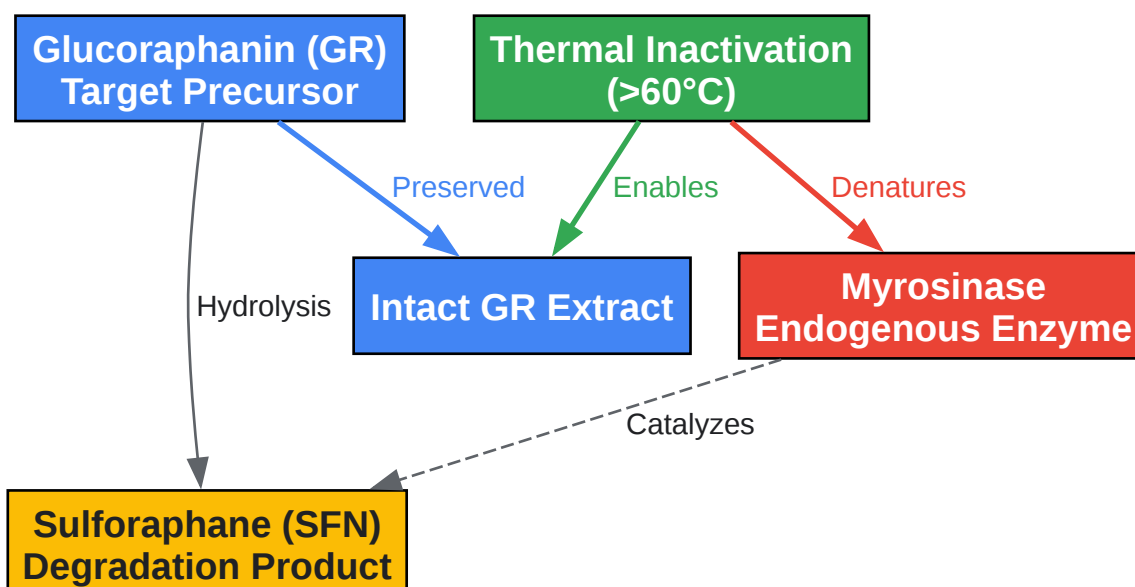 Glucoraphanin (GR)
Target Precursor
Thermal Inactivation
(>60°C)
Preserved
Enables
Denatures
Intact GR Extract
Myrosinase
Endogenous Enzyme
Hydrolysis
Catalyzes
Sulforaphane (SFN)
Degradation Product